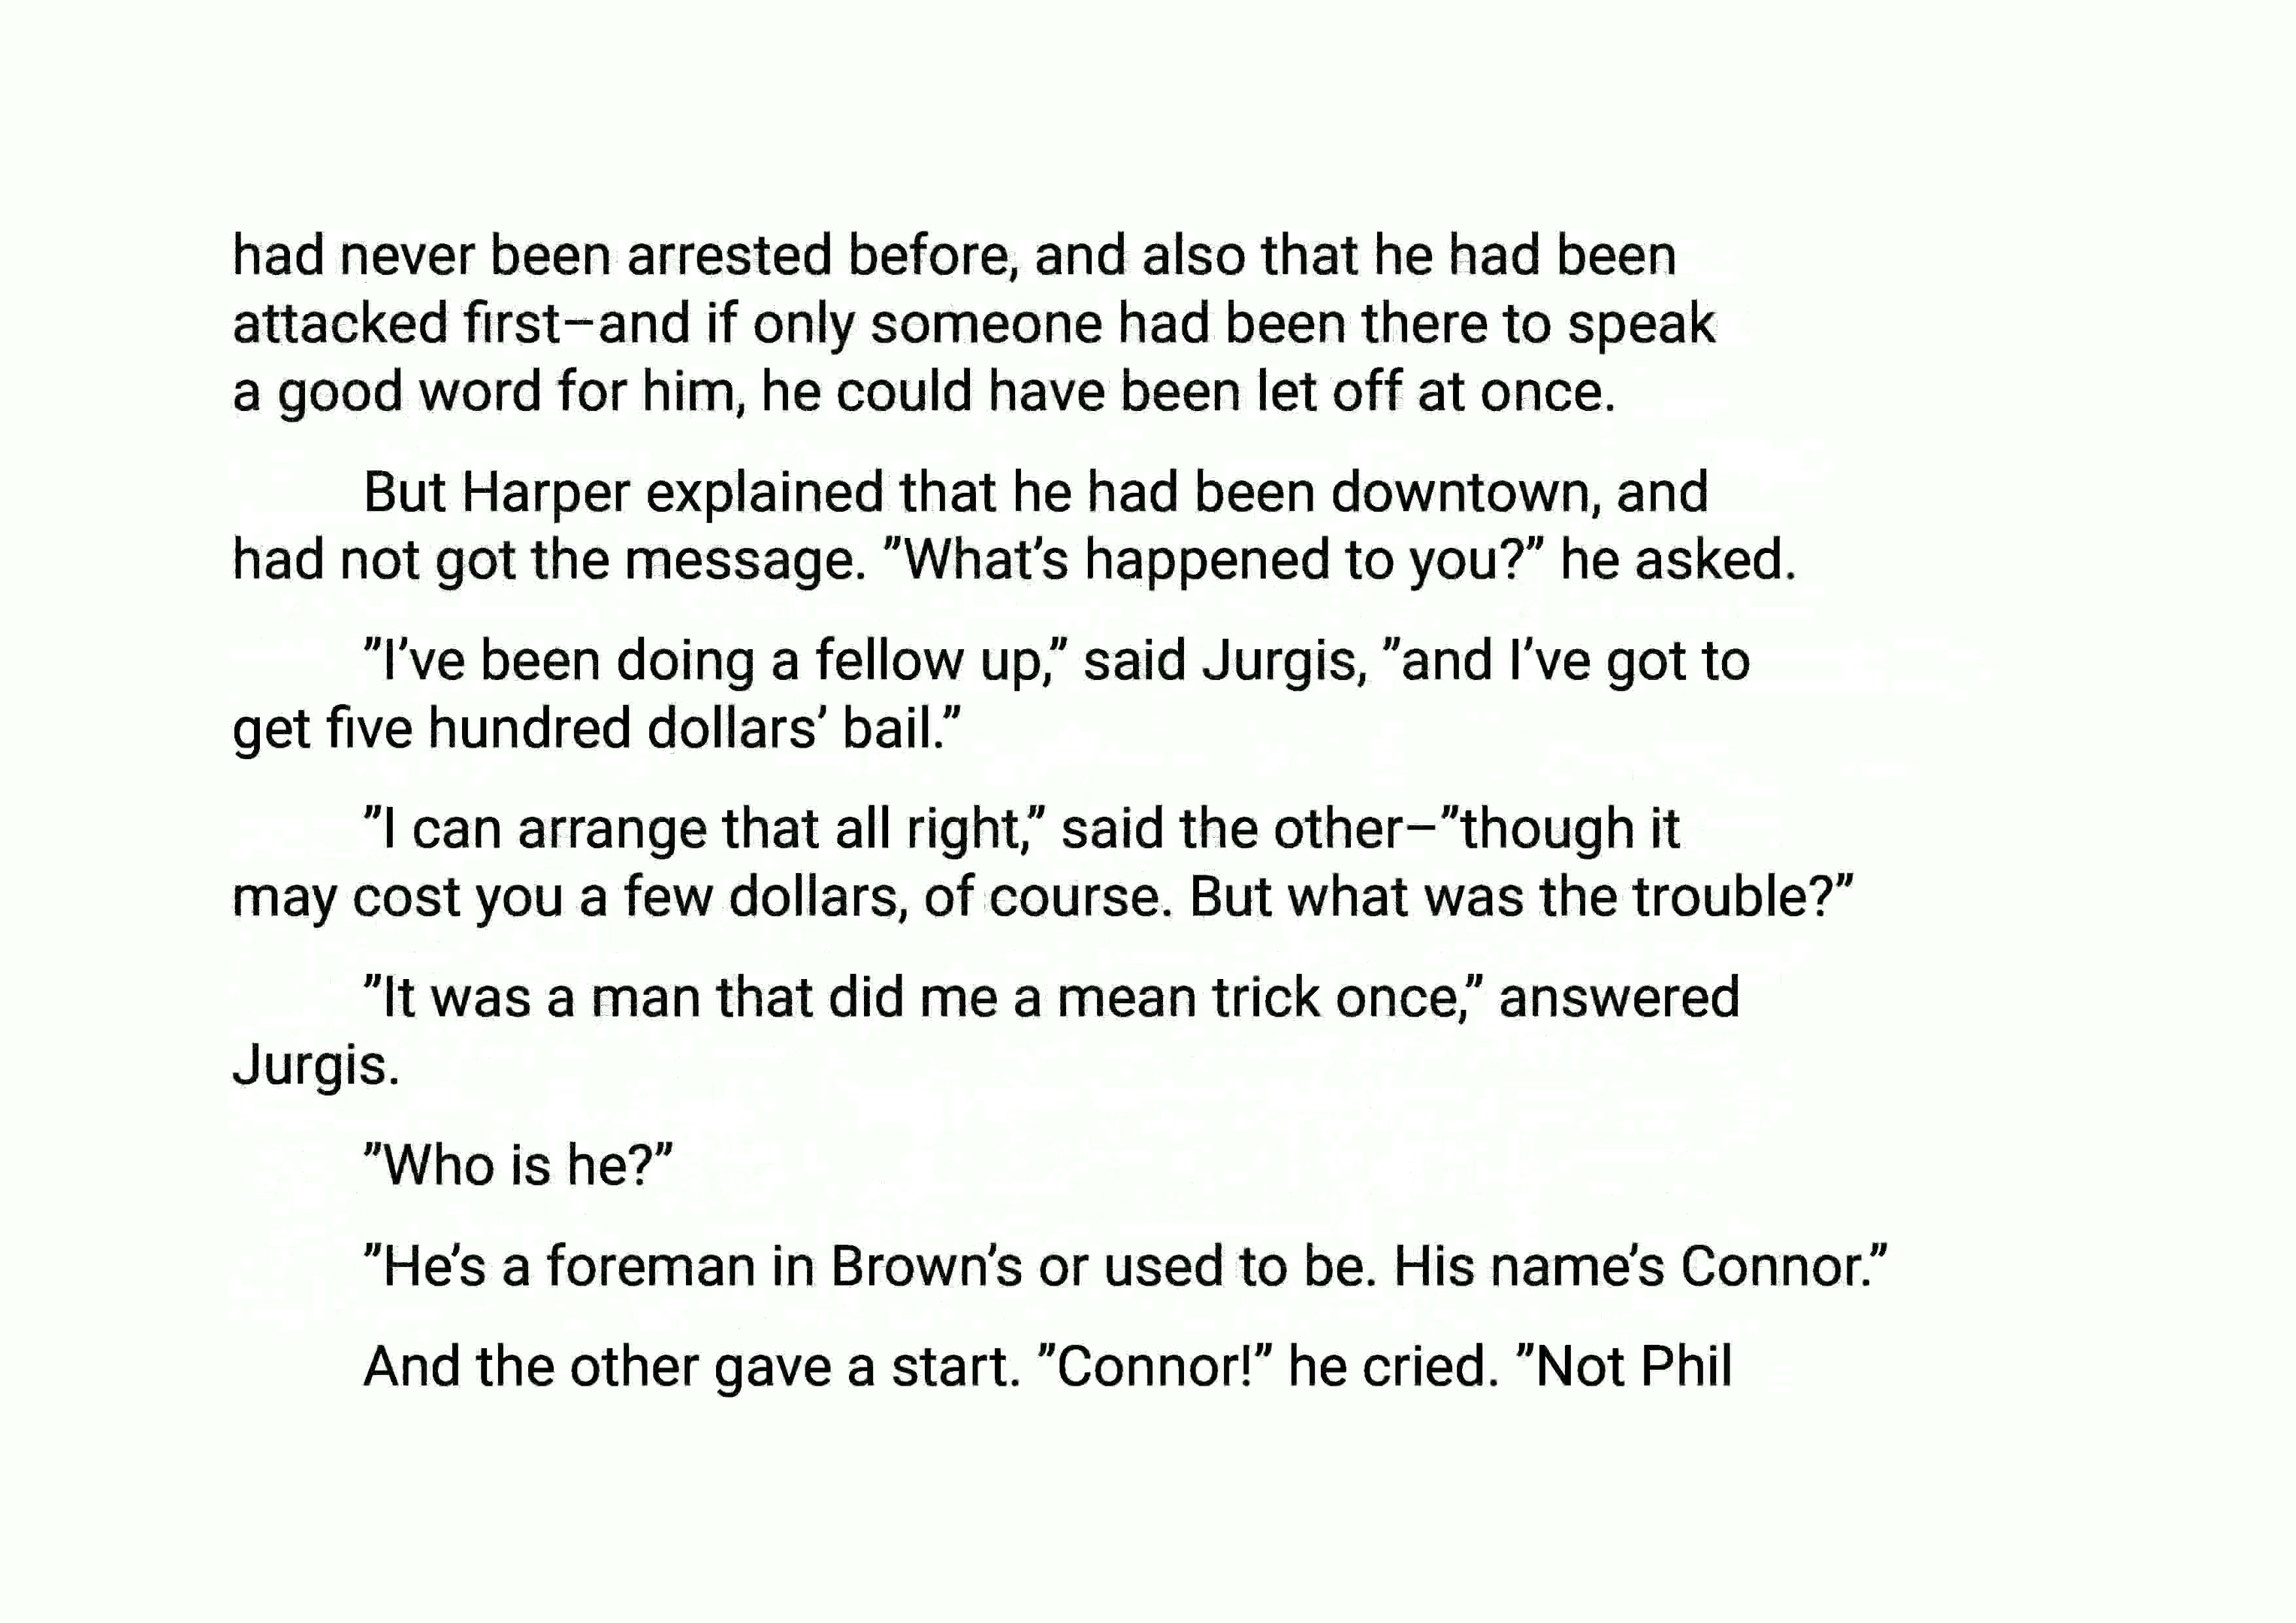 had never been arrested before, and also that he had been
attacked first–and if only someone had been there to speak
a good word for him, he could have been let off at once.
But Harper explained that he had been downtown, and
had not got the message. ”What’s happened to you?” he asked.
”I’ve been doing a fellow up,” said Jurgis, ”and I’ve got to
get five hundred dollars’ bail.”
”I can arrange that all right,” said the other–”though it
may cost you a few dollars, of course. But what was the trouble?”
”It was a man that did me a mean trick once,” answered
Jurgis.
”Who is he?”
”He’s a foreman in Brown’s or used to be. His name’s Connor.”
And the other gave a start. ”Connor!” he cried. ”Not Phil